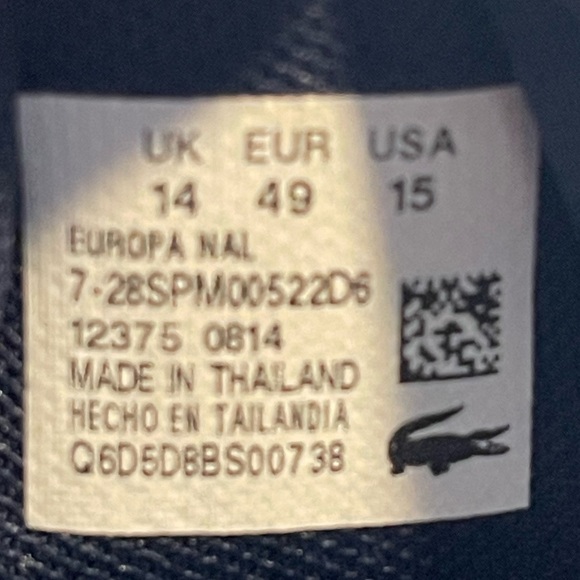 UK EUR USA
14 49 15
EUROPA NAL
7-28SPM00522D6
12375 0814
MADE IN THAILAND
HECHO EN TAILANDIA
Q6D5D8BS00738